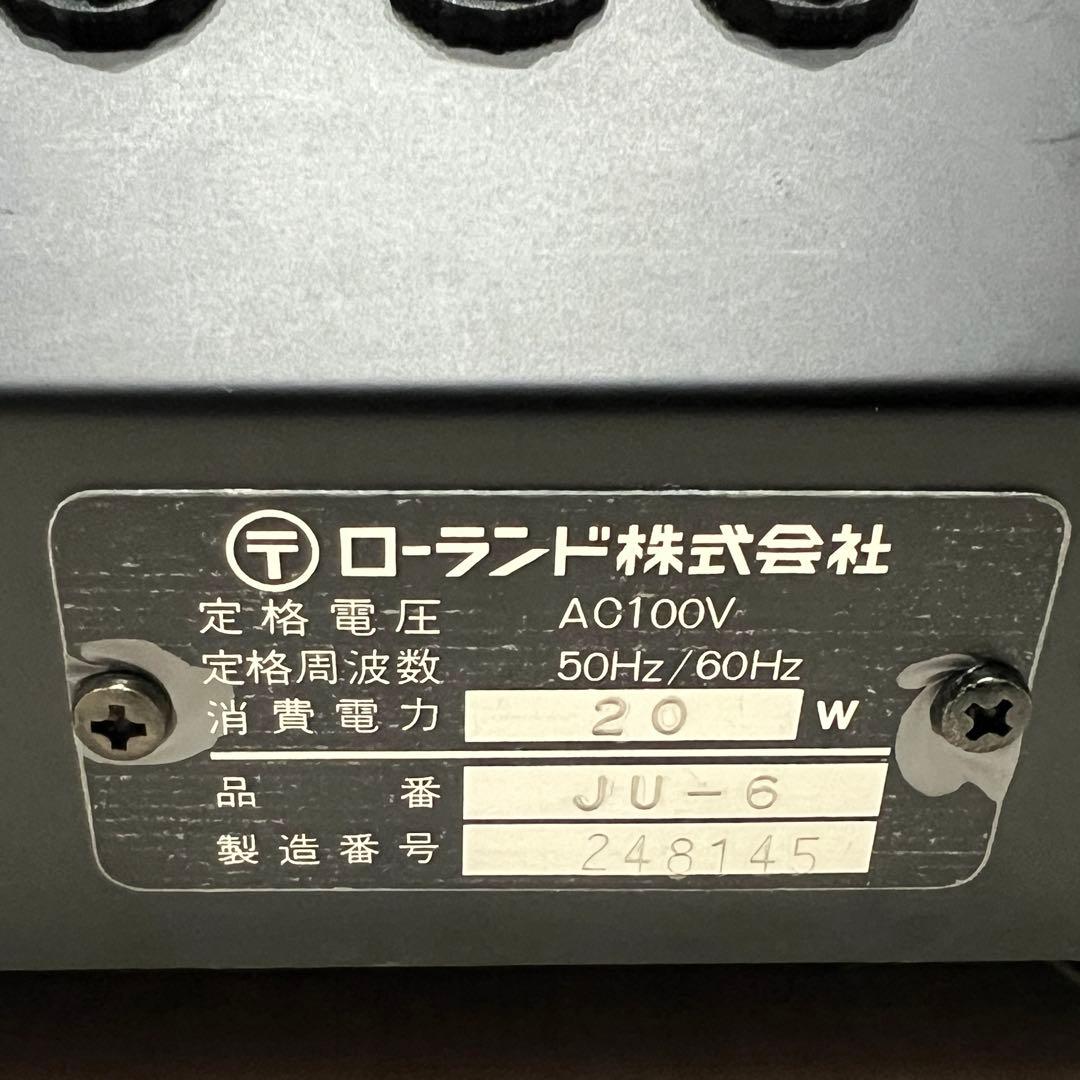 〒 ローランド株式会社
定格電圧 AC100V
定格周波数 50Hz/60Hz
消費電力 20 W
品番 JU-6
製造番号 248145